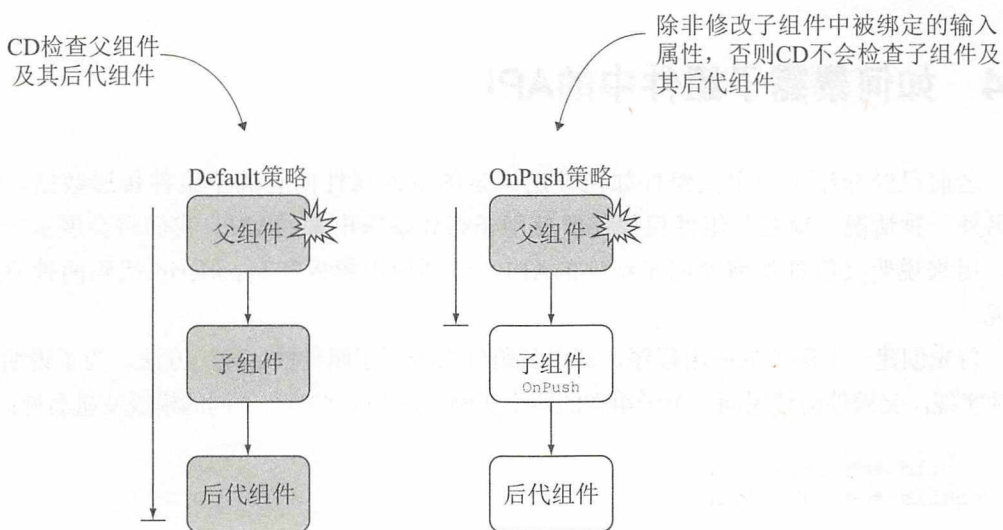 CD检查父组件
及其后代组件
除非修改子组件中被绑定的输入
属性，否则CD不会检查子组件及
其后代组件
Default策略
OnPush策略
父组件
父组件
子组件
子组件
OnPush
后代组件
后代组件